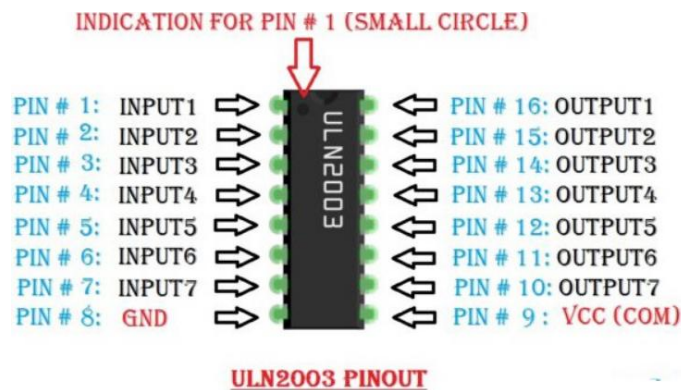 INDICATION FOR PIN # 1 (SMALL CIRCLE)
PIN # 1: INPUT1
PIN # 2: INPUT2
PIN # 3: INPUT3
PIN # 4: INPUT4
PIN # 5: INPUT5
PIN # 6: INPUT6
PIN # 7: INPUT7
PIN # 8: GND
ULN2003
PIN # 16: OUTPUT1
PIN # 15: OUTPUT2
PIN # 14: OUTPUT3
PIN # 13: OUTPUT4
PIN # 12: OUTPUT5
PIN # 11: OUTPUT6
PIN # 10: OUTPUT7
PIN # 9 : VCC (COM)
ULN2003 PINOUT